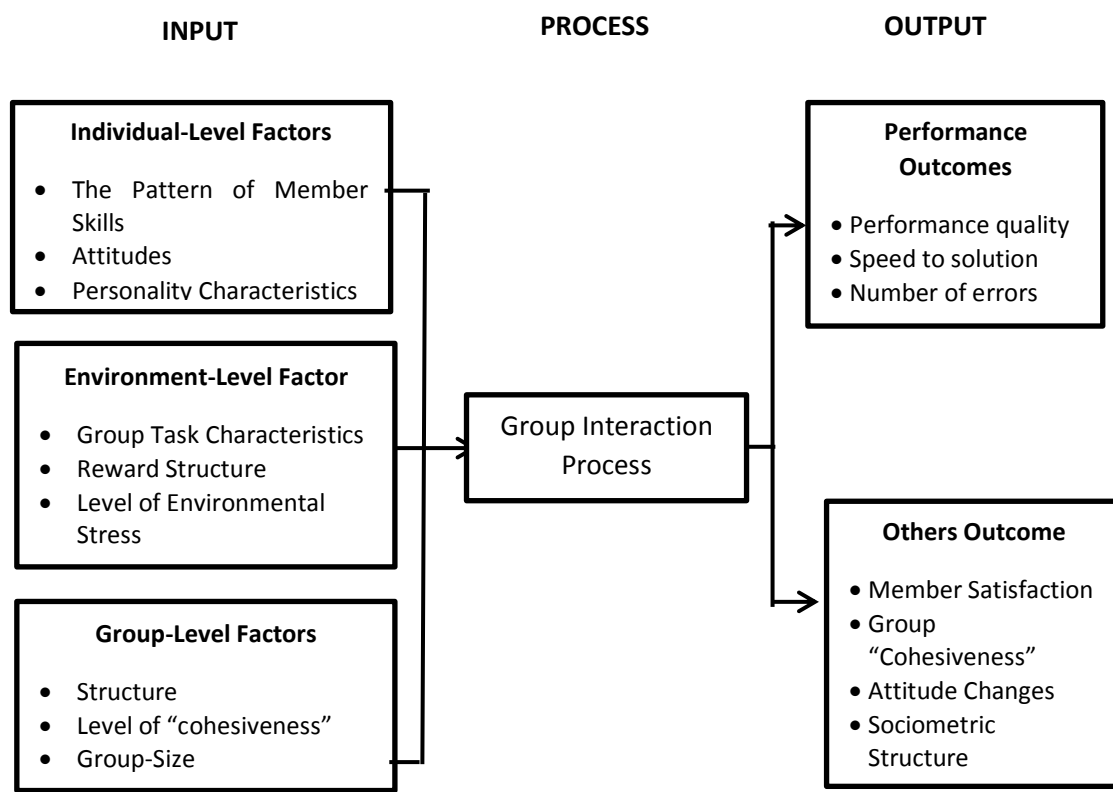 INPUT
PROCESS
OUTPUT
Individual-Level Factors
• The Pattern of Member
Skills
• Attitudes
• Personality Characteristics
Environment-Level Factor
• Group Task Characteristics
• Reward Structure
• Level of Environmental
Stress
Group-Level Factors
• Structure
• Level of “cohesiveness”
• Group-Size
Group Interaction
Process
Performance
Outcomes
• Performance quality
• Speed to solution
• Number of errors
Others Outcome
• Member Satisfaction
• Group
“Cohesiveness”
• Attitude Changes
• Sociometric
Structure